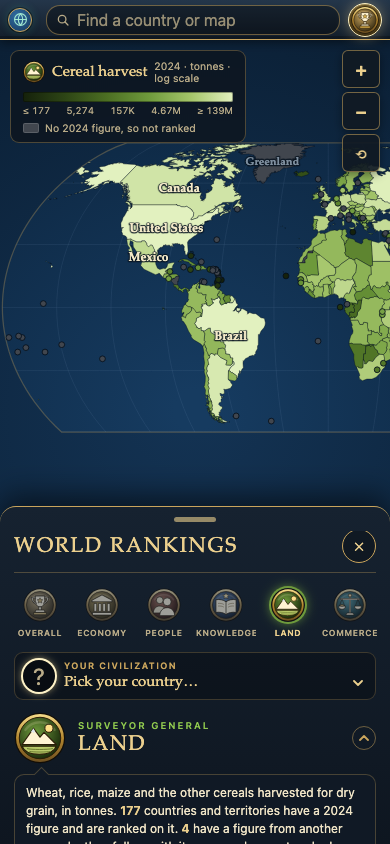 Find a country or map
Cereal harvest 2024 · tonnes · log scale
≤ 177 5,274 157K 4.67M ≥ 139M
No 2024 figure, so not ranked
+
−
Greenland
Canada
United States
Mexico
Brazil
WORLD RANKINGS
OVERALL ECONOMY PEOPLE KNOWLEDGE LAND COMMERCE
?
YOUR CIVILIZATION
Pick your country...
SURVEYOR GENERAL
LAND
Wheat, rice, maize and the other cereals harvested for dry
grain, in tonnes. 177 countries and territories have a 2024
figure and are ranked on it. 4 have a figure from another